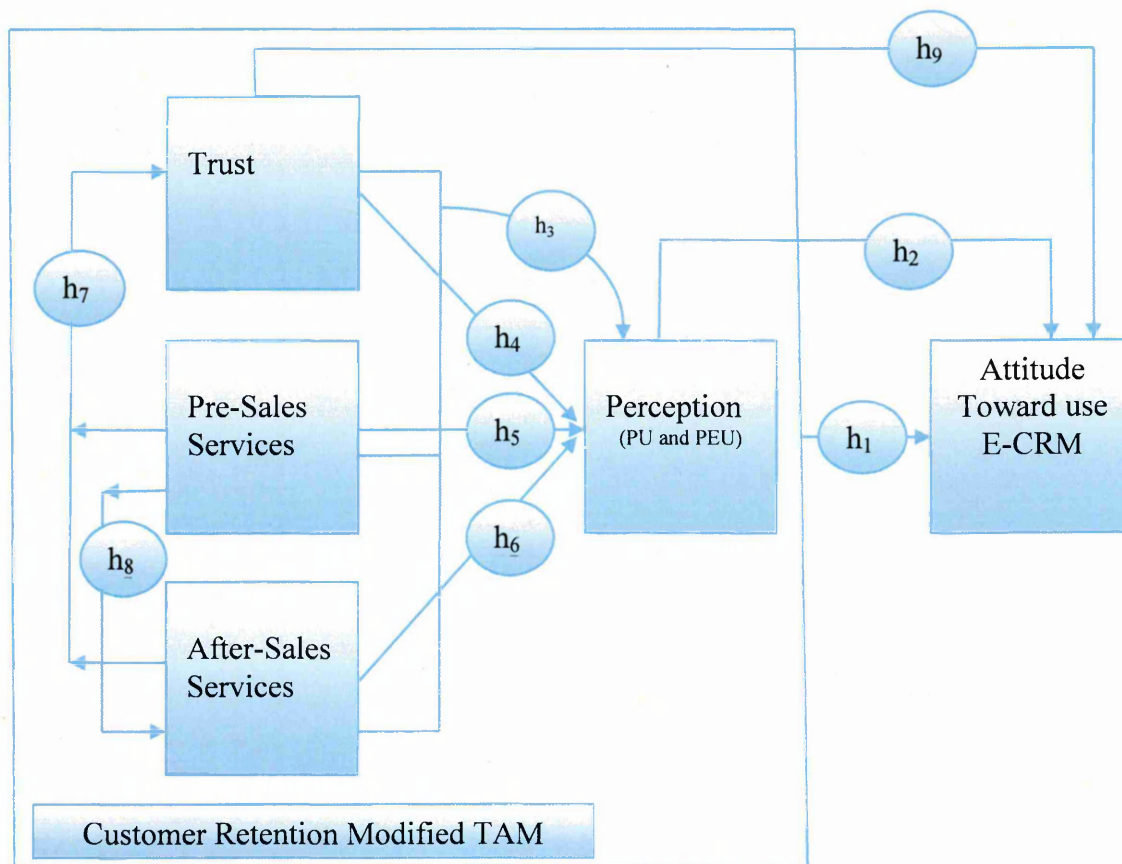 h9
Trust
h3
h7
h2
h4
Pre-Sales
Services
h5
Perception
(PU and PEU)
h1
Attitude
Toward use
E-CRM
h8
h6
After-Sales
Services
Customer Retention Modified TAM